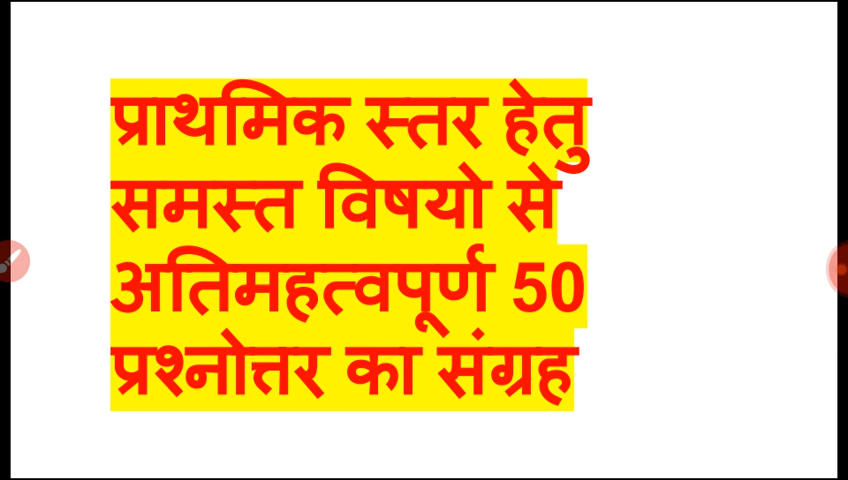 प्राथमिक स्तर हेतु
समस्त विषयो से
अतिमहत्वपूर्ण 50
प्रश्नोत्तर का संग्रह